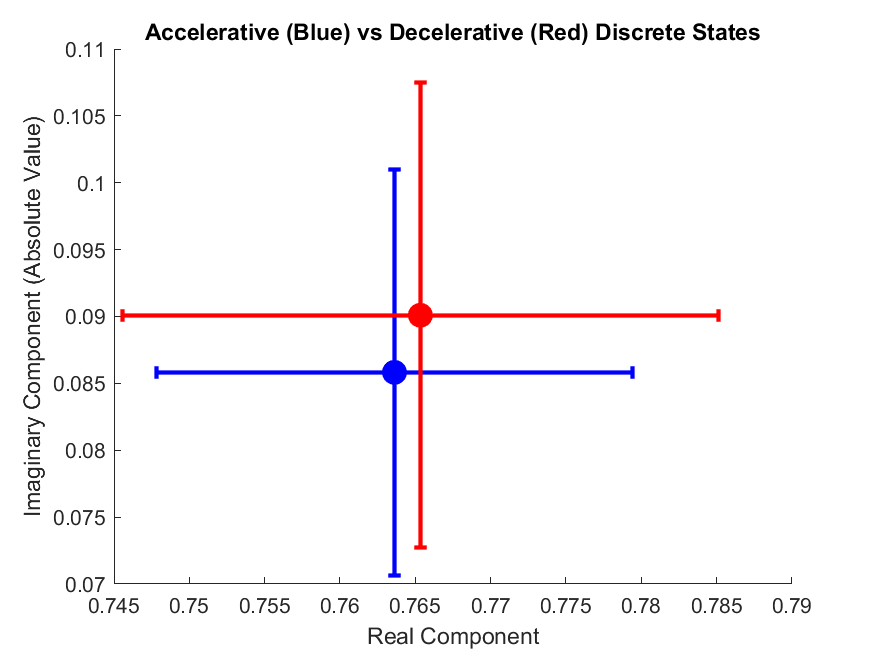 Accelerative (Blue) vs Decelerative (Red) Discrete States
0.11
0.105
0.1
0.095
0.09
0.085
0.08
0.075
0.07
Imaginary Component (Absolute Value)
0.745 0.75 0.755 0.76 0.765 0.77 0.775 0.78 0.785 0.79
Real Component